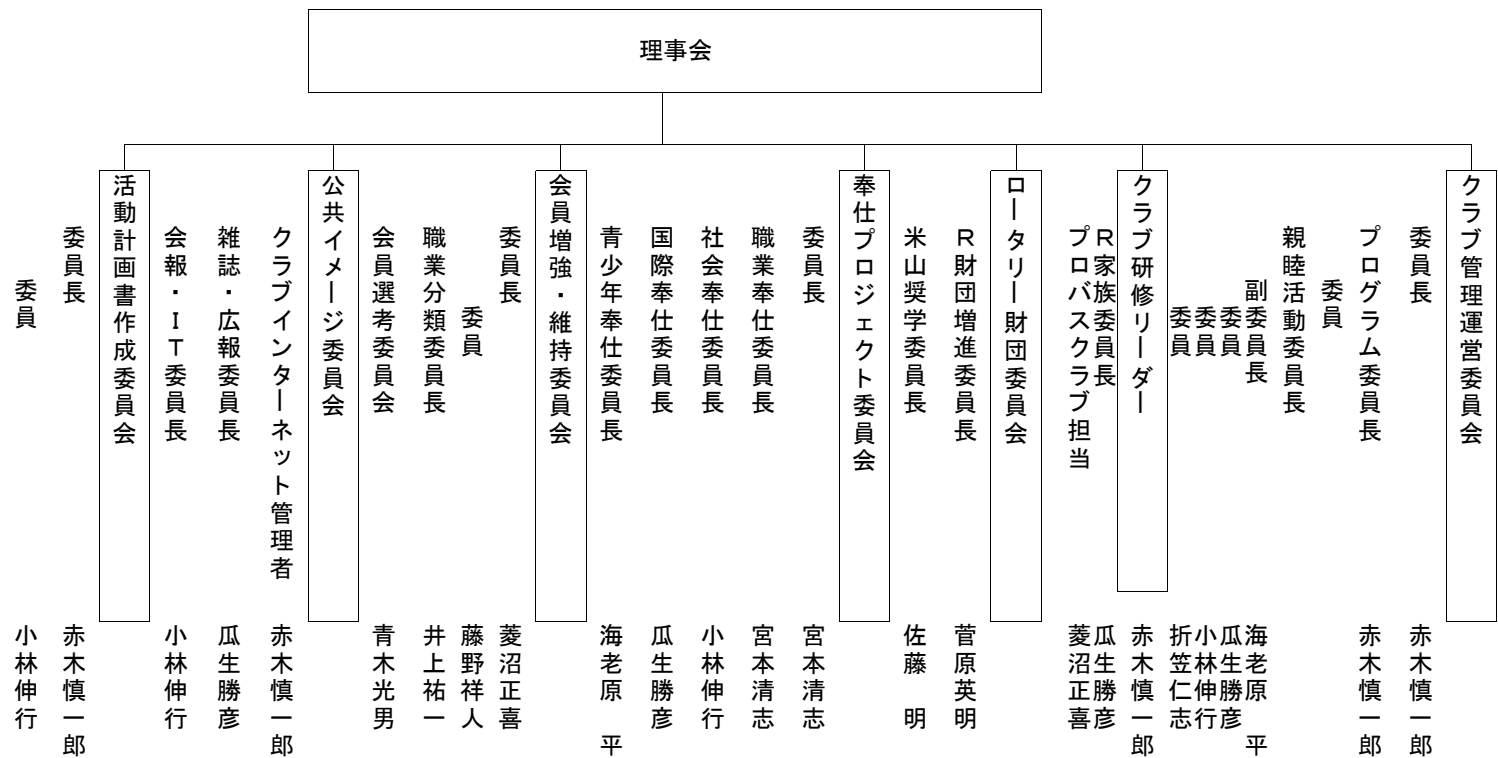 理事会
クラブ管理運営委員会
委員長　赤木慎一郎
プログラム委員長　赤木慎一郎
委員
親睦活動委員長
副委員長　海老原　平
委員　瓜生勝彦
委員　小林伸行
委員　折笠仁志
クラブ研修リーダー　赤木慎一郎
R家族委員長　瓜生勝彦
プロバスクラブ担当　菱沼正喜
ロータリー財団委員会
R財団増進委員長　菅原英明
米山奨学委員長　佐藤　明
奉仕プロジェクト委員会
委員長　宮本清志
職業奉仕委員長　宮本清志
社会奉仕委員長　小林伸行
国際奉仕委員長　瓜生勝彦
青少年奉仕委員長　海老原　平
会員増強・維持委員会
委員長　菱沼正喜
委員　藤野祥人
職業分類委員長　井上祐一
会員選考委員会　青木光男
公共イメージ委員会
クラブインターネット管理者　赤木慎一郎
雑誌・広報委員長　瓜生勝彦
会報・IT委員長　小林伸行
活動計画書作成委員会
委員長　赤木慎一郎
委員　小林伸行